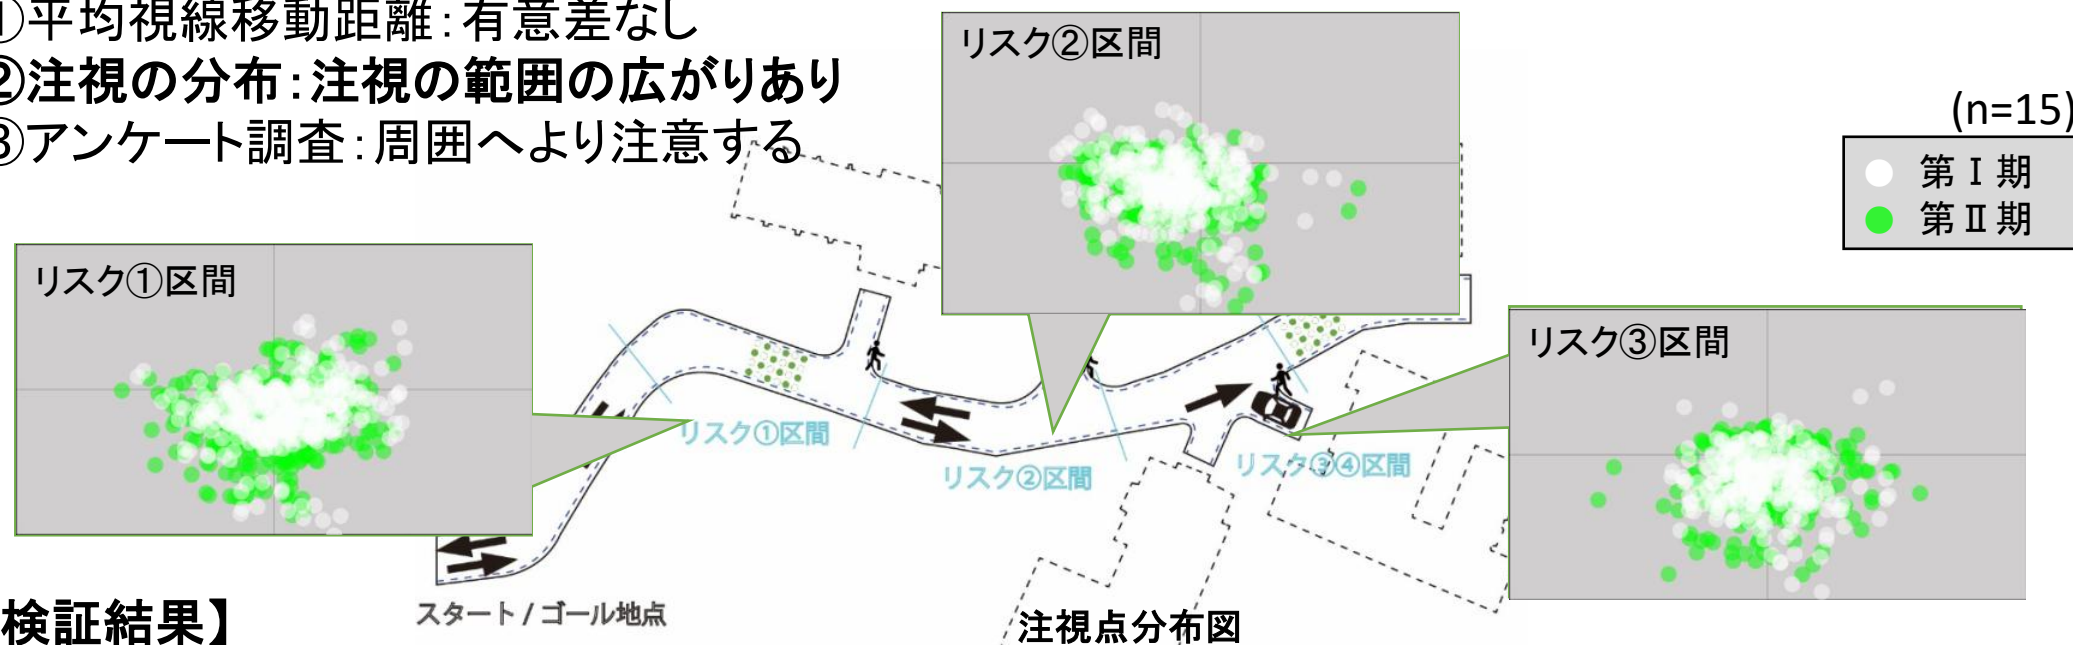 ①平均視線移動距離：有意差なし
②注視の分布：注視の範囲の広がりあり
③アンケート調査：周囲へより注意する
リスク②区間
(n=15)
第Ⅰ期
第Ⅱ期
リスク①区間
リスク③区間
リスク①区間
リスク②区間
リスク③④区間
スタート / ゴール地点
注視点分布図
検証結果】